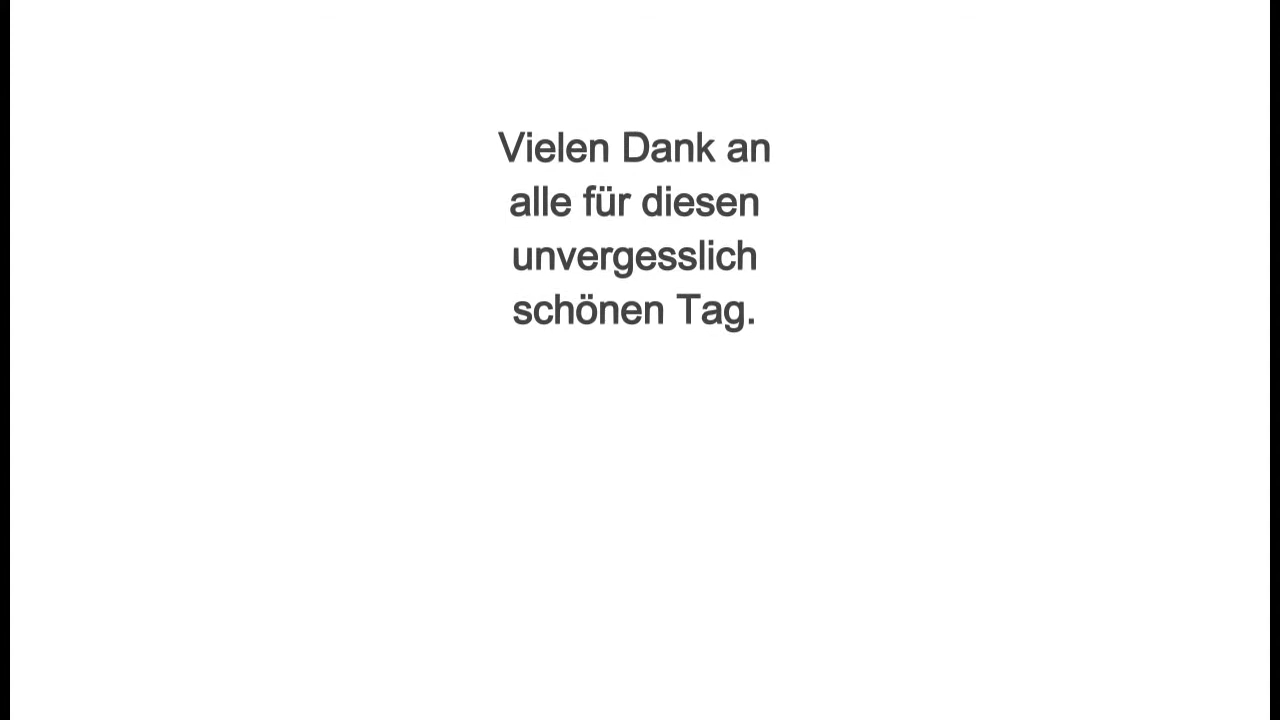 Vielen Dank an
alle für diesen
unvergesslich
schönen Tag.